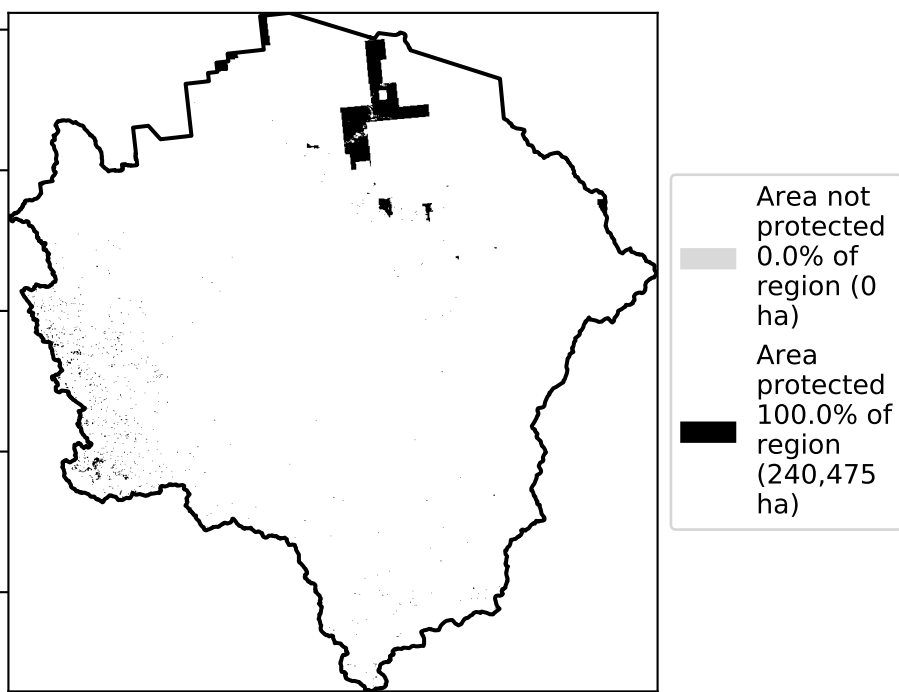 Area not
protected
0.0% of
region (0
ha)
Area
protected
100.0% of
region
(240,475
ha)